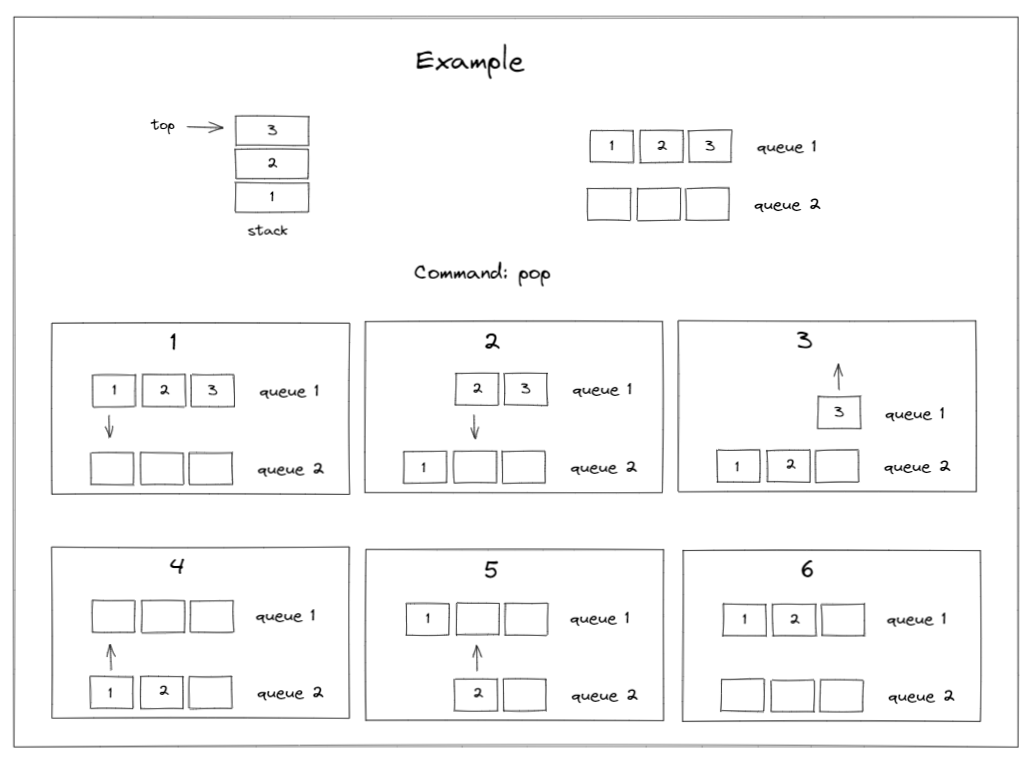 Example
top
3
2
1
stack
1 2 3 queue 1
queue 2
Command: pop
1
1 2 3 queue 1
queue 2
2
2 3 queue 1
1 queue 2
3
3 queue 1
1 2 queue 2
4
queue 1
1 2 queue 2
5
1 queue 1
2 queue 2
6
1 2 queue 1
queue 2